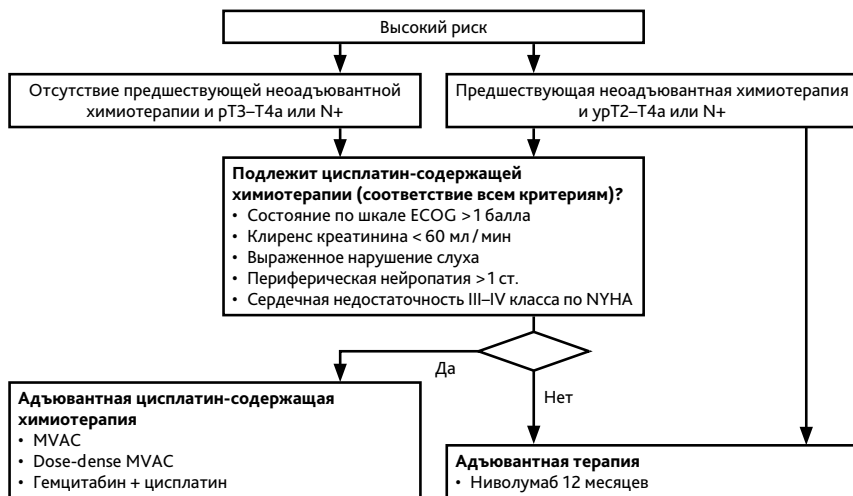 Высокий риск
Отсутствие предшествующей неоадъювантной
химиотерапии и pT3–T4a или N+
Предшествующая неоадъювантная химиотерапия
и ypT2–T4a или N+
Подлежит цисплатин-содержащей
химиотерапии (соответствие всем критериям)?
• Состояние по шкале ECOG >1 балла
• Клиренс креатинина < 60 мл / мин
• Выраженное нарушение слуха
• Периферическая нейропатия >1 ст.
• Сердечная недостаточность III–IV класса по NYHA
Да
Нет
Адъювантная цисплатин-содержащая
химиотерапия
• MVAC
• Dose-dense MVAC
• Гемцитабин + цисплатин
Адъювантная терапия
• Ниволумаб 12 месяцев